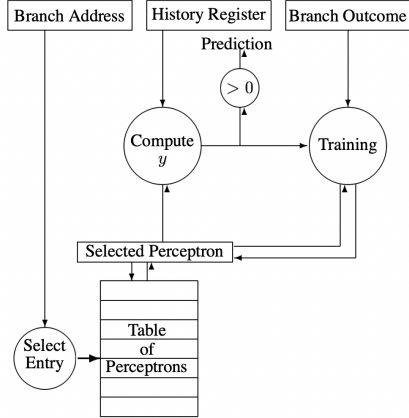 Branch Address
History Register
Branch Outcome
Prediction
> 0
Compute
y
Training
Selected Perceptron
Select
Entry
Table
of
Perceptrons